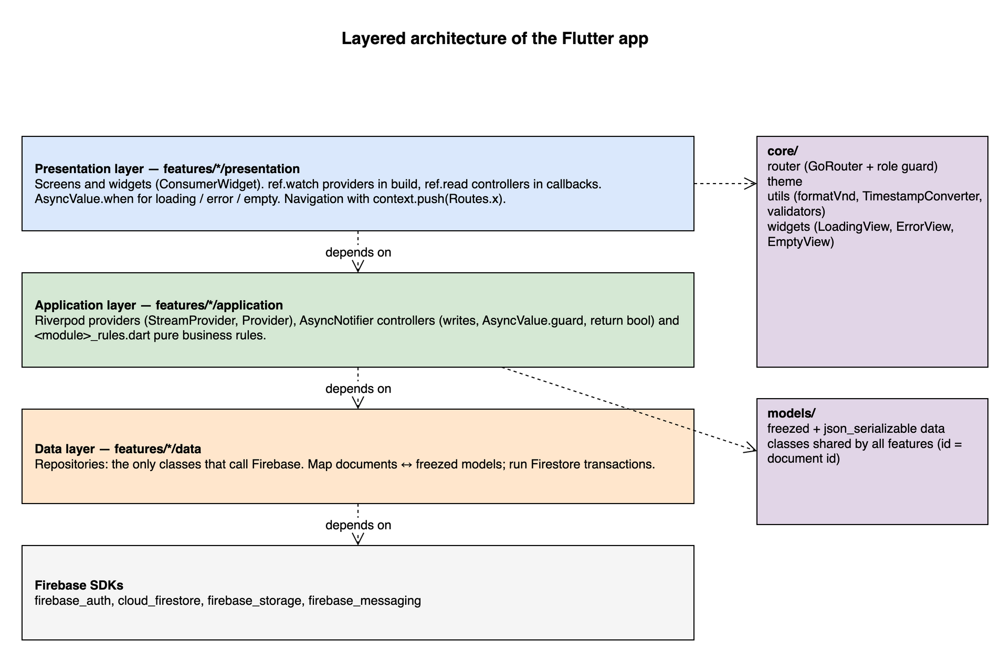 Layered architecture of the Flutter app
Presentation layer — features/*/presentation
Screens and widgets (ConsumerWidget). ref.watch providers in build, ref.read controllers in callbacks.
AsyncValue.when for loading / error / empty. Navigation with context.push(Routes.x).
core/
router (GoRouter + role guard)
theme
utils (formatVnd, TimestampConverter,
validators)
widgets (LoadingView, ErrorView,
EmptyView)
depends on
Application layer — features/*/application
Riverpod providers (StreamProvider, Provider), AsyncNotifier controllers (writes, AsyncValue.guard, return bool) and
<module>_rules.dart pure business rules.
depends on
models/
freezed + json_serializable data
classes shared by all features (id =
document id)
Data layer — features/*/data
Repositories: the only classes that call Firebase. Map documents ↔ freezed models; run Firestore transactions.
depends on
Firebase SDKs
firebase_auth, cloud_firestore, firebase_storage, firebase_messaging